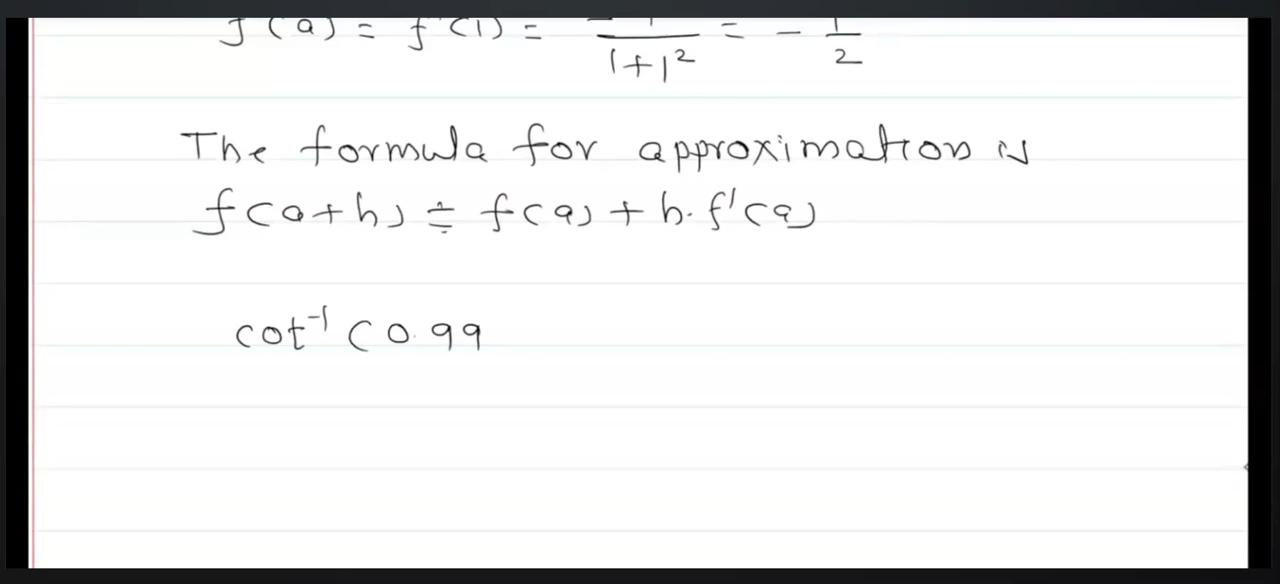 f'(a) = f'(1) = -1/1+1² = - 1/2
The formula for approximation is
f(a+h) ≑ f(a) + h. f'(a)
cot⁻¹ (0.99